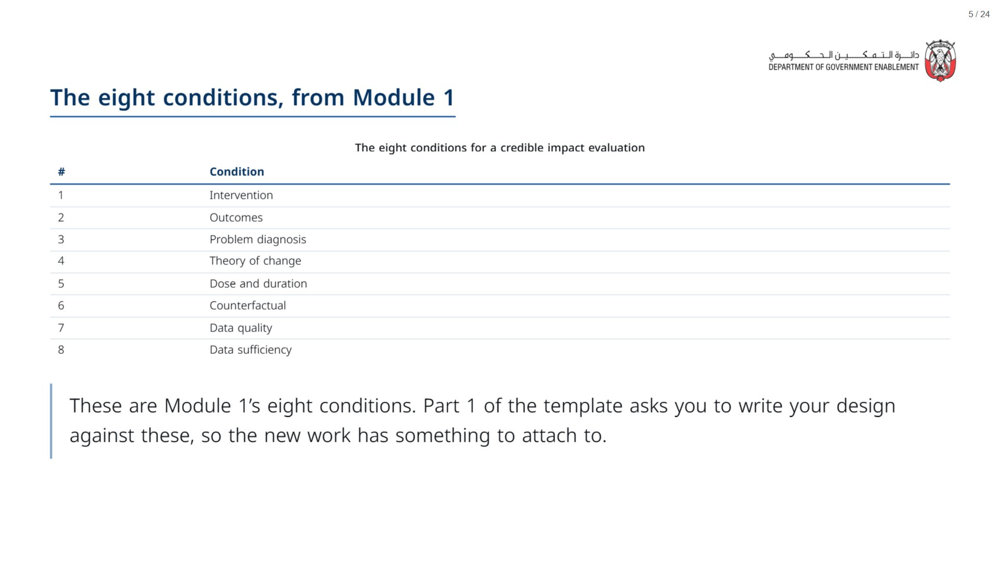 5 / 24
دائرة التمكين الحكومي
DEPARTMENT OF GOVERNMENT ENABLEMENT
The eight conditions, from Module 1
The eight conditions for a credible impact evaluation
# Condition
1 Intervention
2 Outcomes
3 Problem diagnosis
4 Theory of change
5 Dose and duration
6 Counterfactual
7 Data quality
8 Data sufficiency
These are Module 1’s eight conditions. Part 1 of the template asks you to write your design
against these, so the new work has something to attach to.